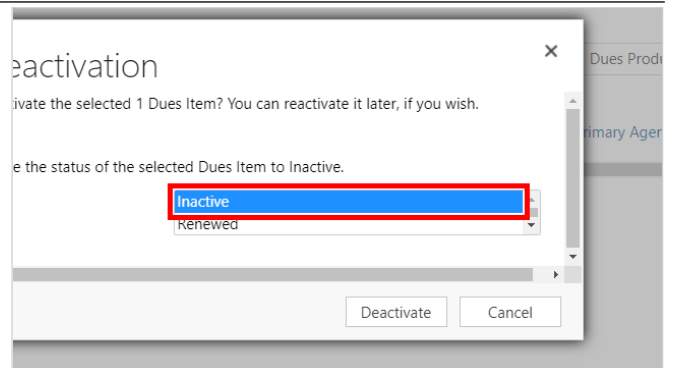 eactivation
Dues Produ
ivate the selected 1 Dues Item? You can reactivate it later, if you wish.
rimary Agen
e the status of the selected Dues Item to Inactive.
Inactive
Renewed
Deactivate
Cancel